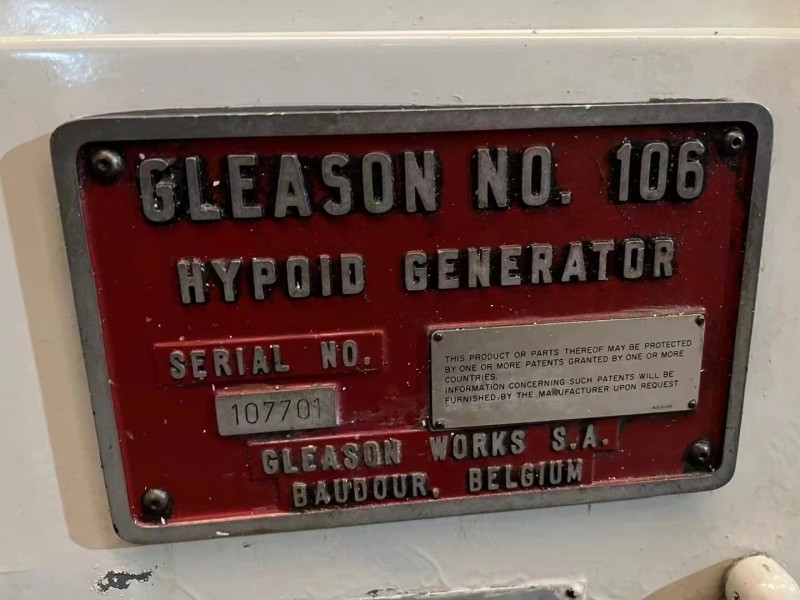 GLEASON NO. 106
HYPOID GENERATOR
SERIAL NO.
107701
THIS PRODUCT OR PARTS THEREOF MAY BE PROTECTED
BY ONE OR MORE PATENTS GRANTED BY ONE OR MORE
COUNTRIES.
INFORMATION CONCERNING SUCH PATENTS WILL BE
FURNISHED BY THE MANUFACTURER UPON REQUEST.
GLEASON WORKS S.A.
BAUDOUR, BELGIUM